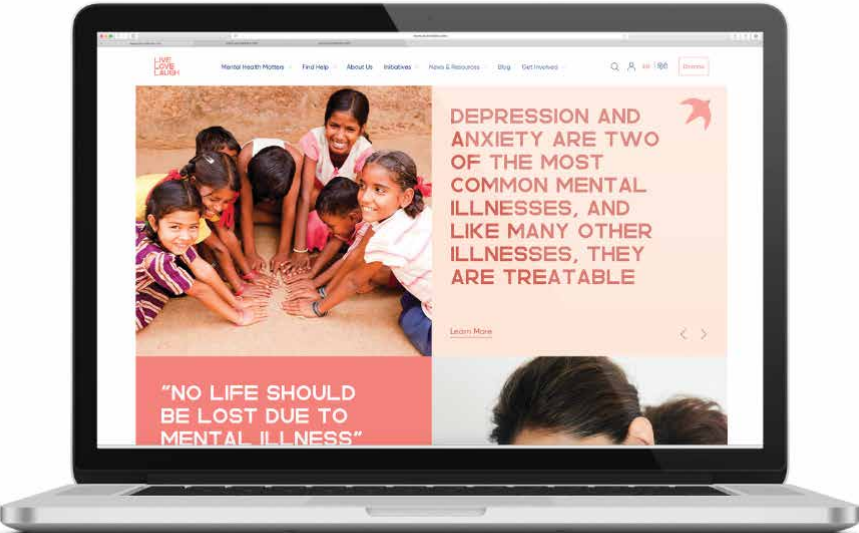 LIVE
LOVE
LAUGH
Mental Health Matters
Find Help
About Us
Initiatives
News & Resources
Blog
Get Involved
Donate
DEPRESSION AND
ANXIETY ARE TWO
OF THE MOST
COMMON MENTAL
ILLNESSES, AND
LIKE MANY OTHER
ILLNESSES, THEY
ARE TREATABLE
Learn More
"NO LIFE SHOULD
BE LOST DUE TO
MENTAL ILLNESS"